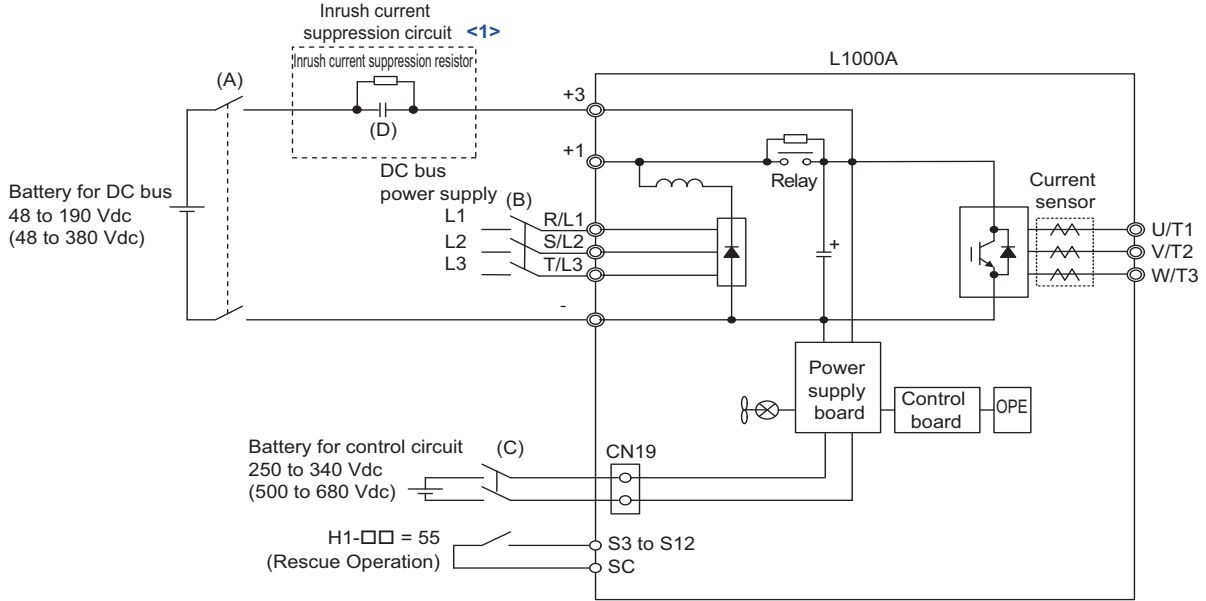 Inrush current
suppression circuit <1>
Inrush current suppression resistor
L1000A
(A)
(D)
+3
+1
DC bus
power supply
(B)
L1
L2
L3
R/L1
S/L2
T/L3
-
Relay
+
Battery for DC bus
48 to 190 Vdc
(48 to 380 Vdc)
Current
sensor
U/T1
V/T2
W/T3
Power
supply
board
Control
board
OPE
Battery for control circuit
250 to 340 Vdc
(500 to 680 Vdc)
(C)
CN19
H1-□□ = 55
(Rescue Operation)
S3 to S12
SC